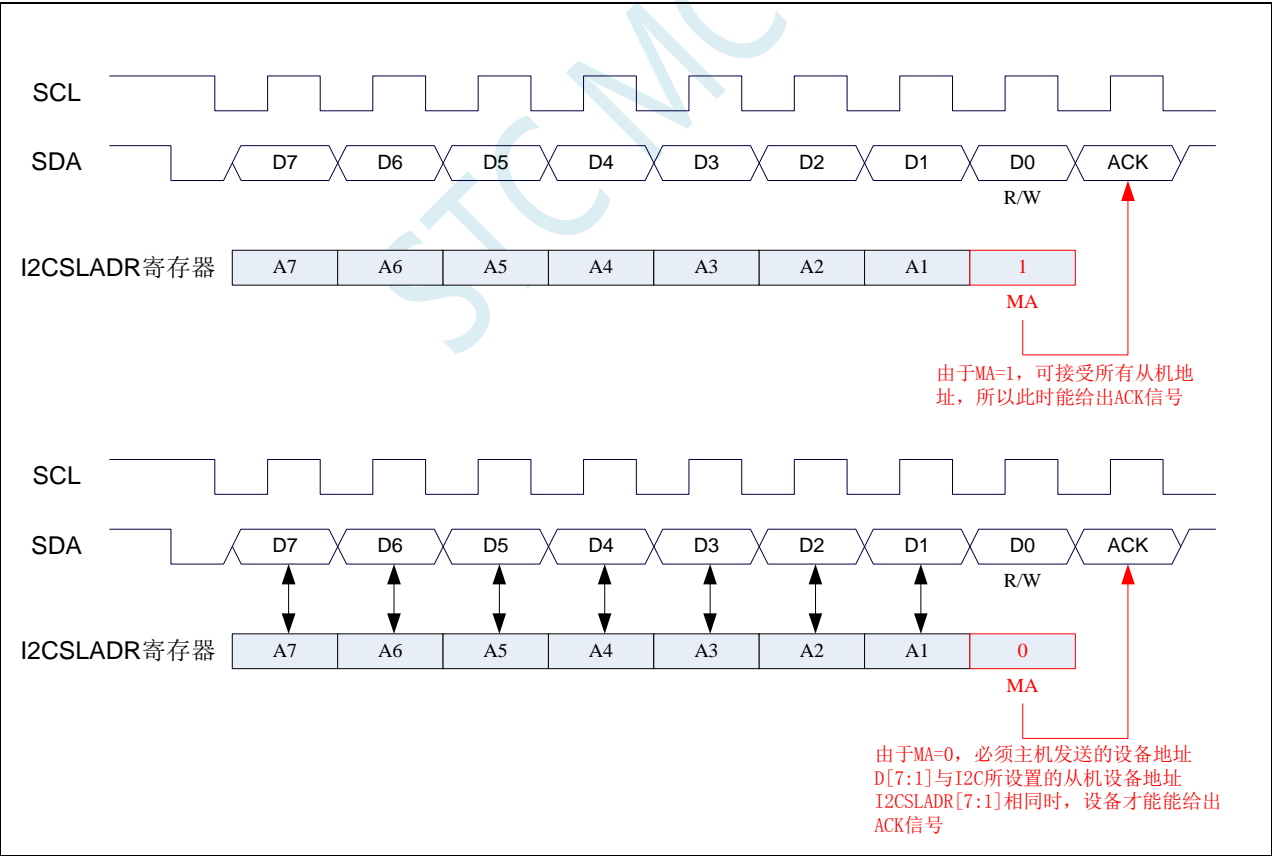 STC MC
SCL
SDA D7 D6 D5 D4 D3 D2 D1 D0 ACK
R/W
I2CSLADR寄存器 A7 A6 A5 A4 A3 A2 A1 1
MA
由于MA=1，可接受所有从机地
址，所以此时能给出ACK信号
SCL
SDA D7 D6 D5 D4 D3 D2 D1 D0 ACK
R/W
I2CSLADR寄存器 A7 A6 A5 A4 A3 A2 A1 0
MA
由于MA=0，必须主机发送的设备地址
D[7:1]与I2C所设置的从机设备地址
I2CSLADR[7:1]相同时，设备才能能给出
ACK信号